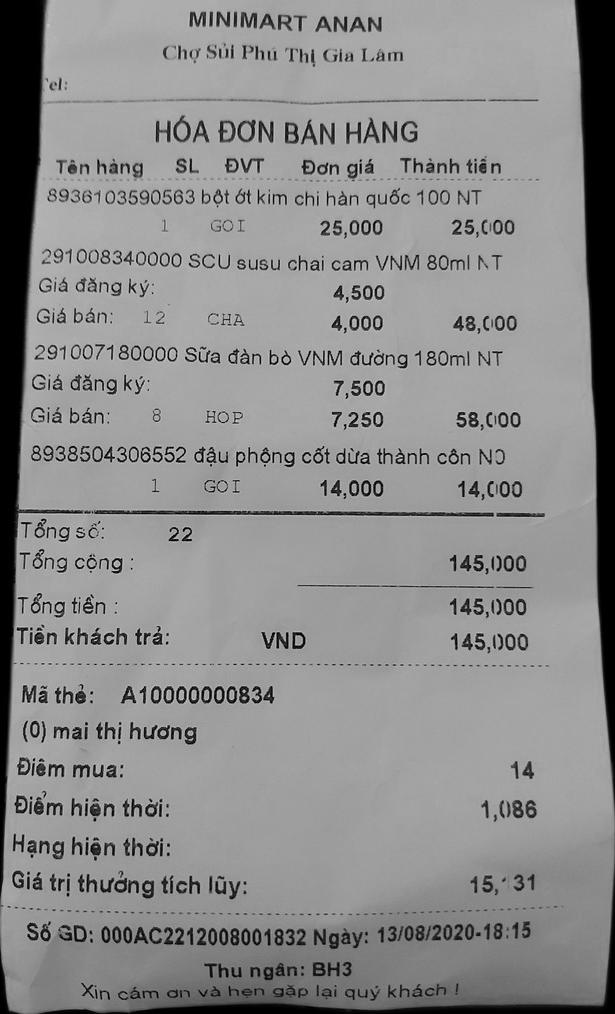 MINIMART ANAN
Chợ Sủi Phú Thị Gia Lâm
Tel:
HÓA ĐƠN BÁN HÀNG
Tên hàng SL ĐVT Đơn giá Thành tiền
8936103590563 bột ớt kim chi hàn quốc 100 NT
1 GOI 25,000 25,000
291008340000 SCU susu chai cam VNM 80ml NT
Giá đăng ký: 4,500
Giá bán: 12 CHA 4,000 48,000
291007180000 Sữa đàn bò VNM đường 180ml NT
Giá đăng ký: 7,500
Giá bán: 8 HOP 7,250 58,000
8938504306552 đậu phộng cốt dừa thành côn
1 GOI 14,000 14,000
Tổng số: 22
Tổng cộng : 145,000
Tổng tiền : 145,000
Tiền khách trả: VND 145,000
Mã thẻ: A10000000834
(0) mai thị hương
Điêm mua: 14
Điểm hiện thời: 1,086
Hạng hiện thời:
Giá trị thưởng tích lũy:
Số GD: 000AC2212008001832 Ngày: 13/08/2020-18:15
Thu ngân: BH3
Xin cám ơn và hẹn gặp lại quý khách !